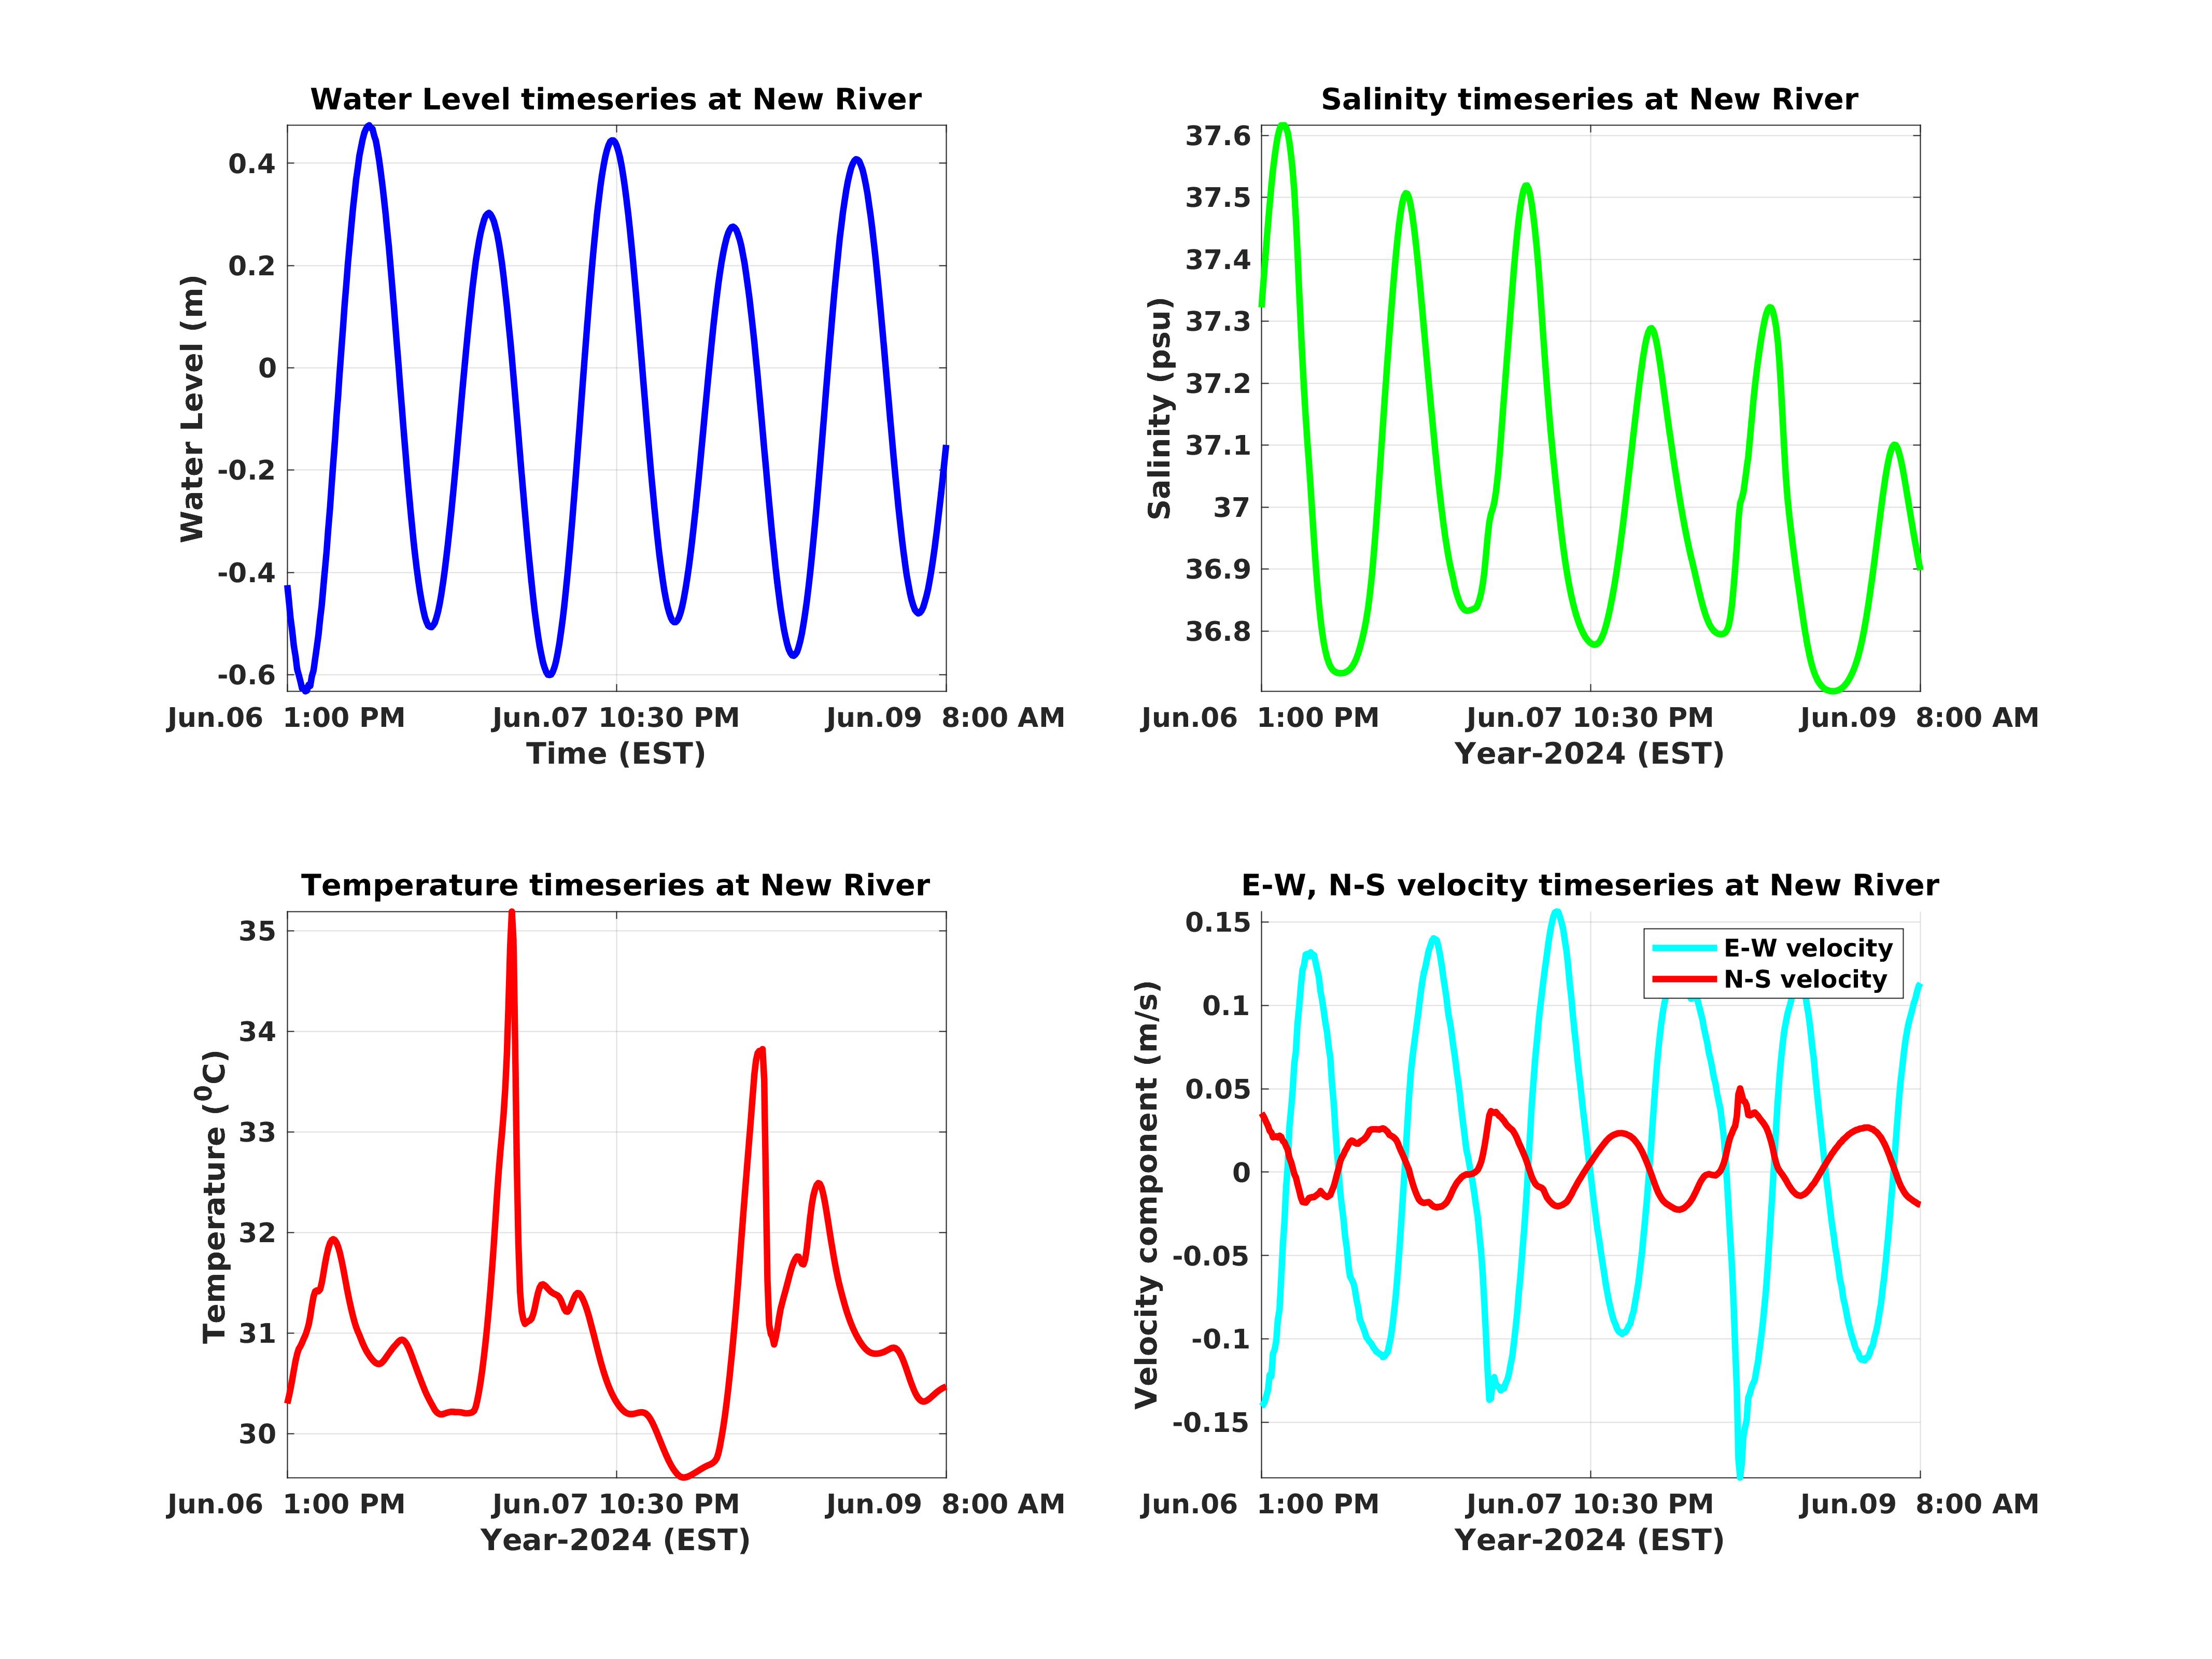 Water Level timeseries at New River
Water Level (m)
0.4
0.2
0
-0.2
-0.4
-0.6
Jun.06  1:00 PM
Jun.07 10:30 PM
Jun.09  8:00 AM
Time (EST)
Salinity timeseries at New River
Salinity (psu)
37.6
37.5
37.4
37.3
37.2
37.1
37
36.9
36.8
Jun.06  1:00 PM
Jun.07 10:30 PM
Jun.09  8:00 AM
Year-2024 (EST)
Temperature timeseries at New River
Temperature (⁰C)
35
34
33
32
31
30
Jun.06  1:00 PM
Jun.07 10:30 PM
Jun.09  8:00 AM
Year-2024 (EST)
E-W, N-S velocity timeseries at New River
Velocity component (m/s)
0.15
0.1
0.05
0
-0.05
-0.1
-0.15
E-W velocity
N-S velocity
Jun.06  1:00 PM
Jun.07 10:30 PM
Jun.09  8:00 AM
Year-2024 (EST)